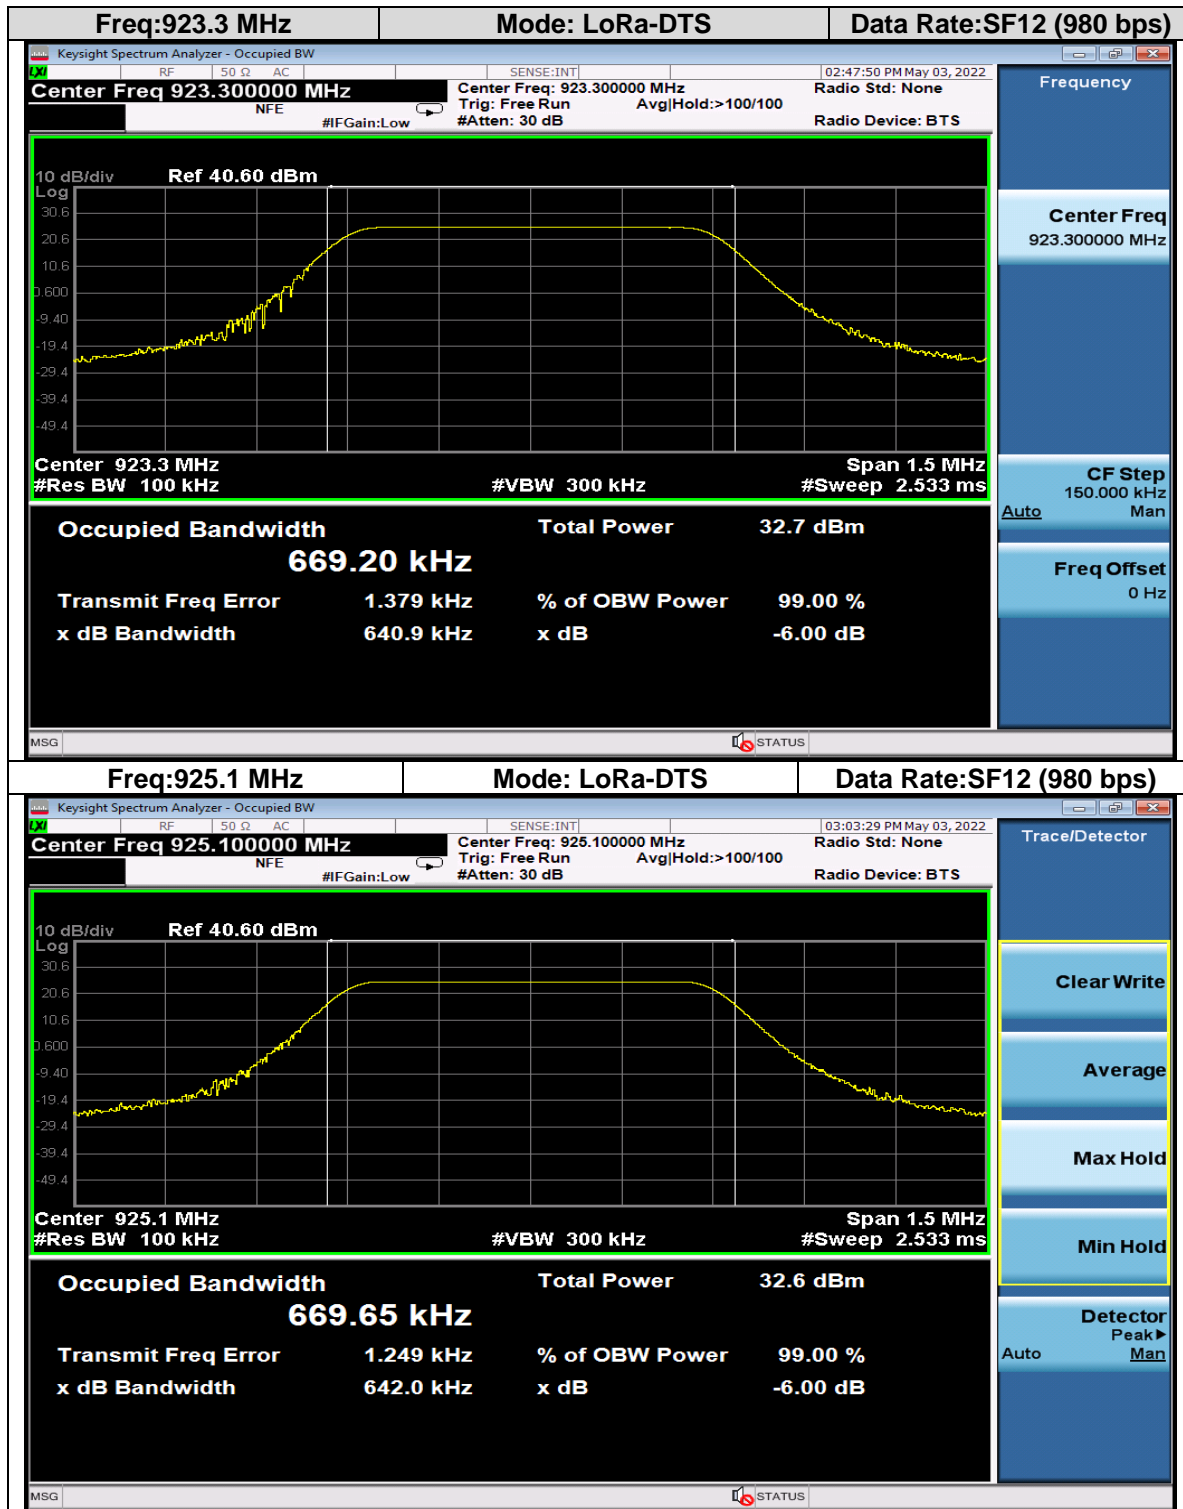 Freq:923.3 MHz Mode: LoRa-DTS Data Rate:SF12 (980 bps)
Keysight Spectrum Analyzer - Occupied BW
LXI RF 50 Ω AC SENSE:INT 02:47:50 PM May 03, 2022
Center Freq 923.300000 MHz Center Freq: 923.300000 MHz Radio Std: None
NFE Trig: Free Run Avg|Hold:>100/100
#IFGain:Low #Atten: 30 dB Radio Device: BTS
Frequency
10 dB/div Ref 40.60 dBm
Log
30.6
20.6
10.6
0.600
-9.40
-19.4
-29.4
-39.4
-49.4
Center 923.3 MHz Span 1.5 MHz
#Res BW 100 kHz #VBW 300 kHz #Sweep 2.533 ms
Center Freq
923.300000 MHz
CF Step
150.000 kHz
Auto Man
Freq Offset
0 Hz
Occupied Bandwidth Total Power 32.7 dBm
669.20 kHz
Transmit Freq Error 1.379 kHz % of OBW Power 99.00 %
x dB Bandwidth 640.9 kHz x dB -6.00 dB
MSG STATUS
Freq:925.1 MHz Mode: LoRa-DTS Data Rate:SF12 (980 bps)
Keysight Spectrum Analyzer - Occupied BW
LXI RF 50 Ω AC SENSE:INT 03:03:29 PM May 03, 2022
Center Freq 925.100000 MHz Center Freq: 925.100000 MHz Radio Std: None
NFE Trig: Free Run Avg|Hold:>100/100
#IFGain:Low #Atten: 30 dB Radio Device: BTS
Trace/Detector
10 dB/div Ref 40.60 dBm
Log
30.6
20.6
10.6
0.600
-9.40
-19.4
-29.4
-39.4
-49.4
Center 925.1 MHz Span 1.5 MHz
#Res BW 100 kHz #VBW 300 kHz #Sweep 2.533 ms
Clear Write
Average
Max Hold
Min Hold
Detector
Peak▶
Auto Man
Occupied Bandwidth Total Power 32.6 dBm
669.65 kHz
Transmit Freq Error 1.249 kHz % of OBW Power 99.00 %
x dB Bandwidth 642.0 kHz x dB -6.00 dB
MSG STATUS